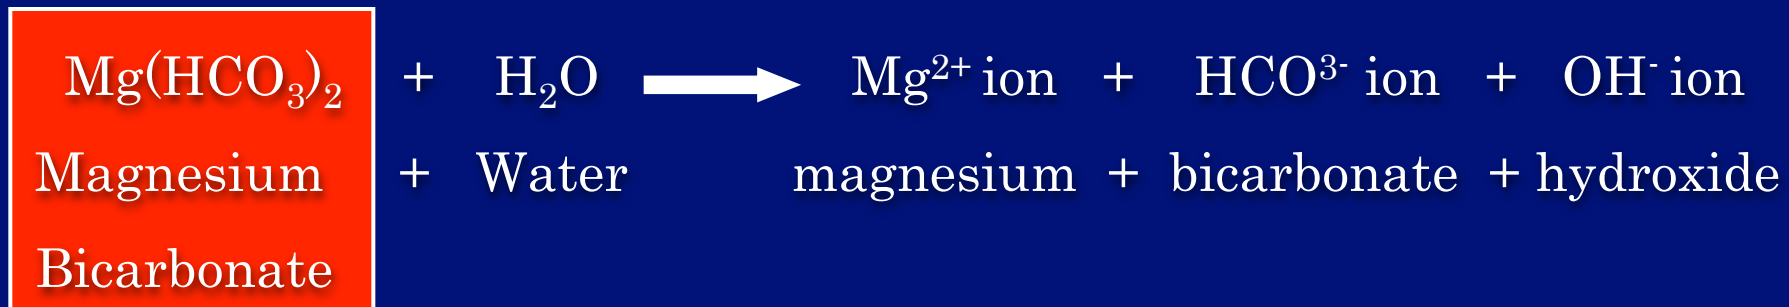 Mg(HCO₃)₂ + H₂O ⟶ Mg²⁺ ion + HCO³⁻ ion + OH⁻ ion
Magnesium + Water magnesium + bicarbonate + hydroxide
Bicarbonate